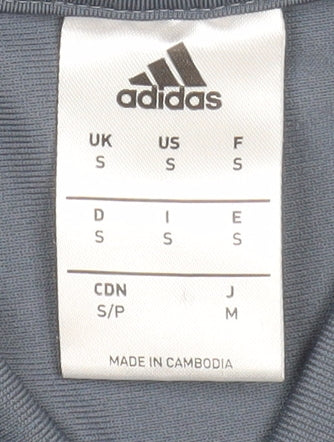 adidas
UK US F
S S S
D I E
S S S
CDN J
S/P M
MADE IN CAMBODIA